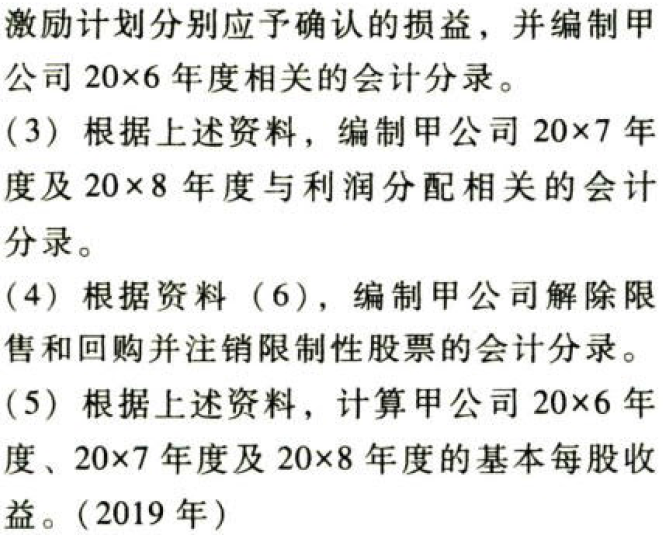 激励计划分别应予确认的损益，并编制甲
公司 20×6 年度相关的会计分录。
(3) 根据上述资料，编制甲公司 20×7 年
度及 20×8 年度与利润分配相关的会计
分录。
(4) 根据资料 (6)，编制甲公司解除限
售和回购并注销限制性股票的会计分录。
(5) 根据上述资料，计算甲公司 20×6 年
度、20×7 年度及 20×8 年度的基本每股收
益。(2019 年)